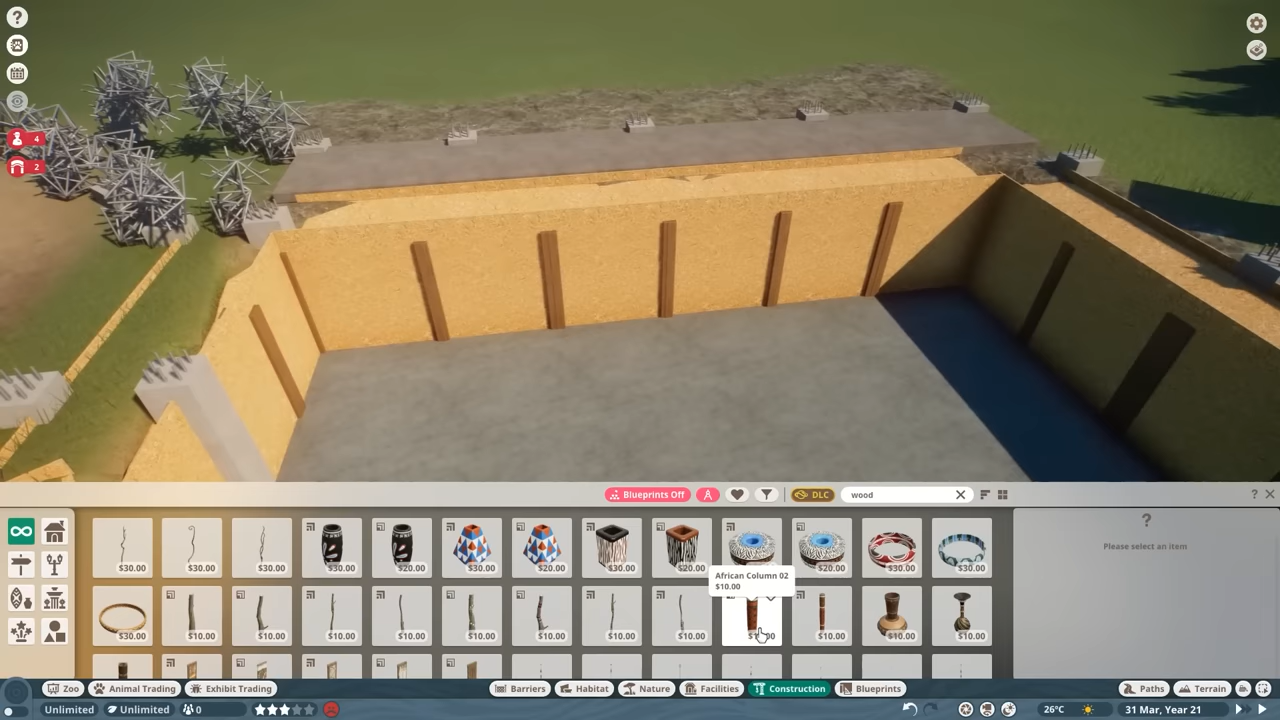 ?
4
2
Blueprints Off
DLC
wood
?
$30.00 $30.00 $30.00 $30.00 $20.00 $30.00 $20.00 $30.00 $20.00 $30.00 $20.00 $30.00 $30.00
African Column 02
$10.00
$30.00 $10.00 $10.00 $10.00 $10.00 $10.00 $10.00 $10.00 $10.00 $10.00 $10.00 $10.00
?
Please select an item
Zoo Animal Trading Exhibit Trading Barriers Habitat Nature Facilities Construction Blueprints Paths Terrain
Unlimited Unlimited 0 26°C 31 Mar, Year 21